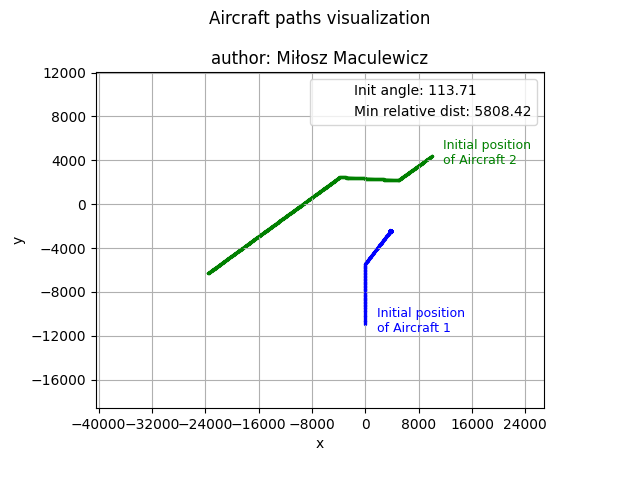 Aircraft paths visualization
author: Miłosz Maculewicz
Init angle: 113.71
Min relative dist: 5808.42
Initial position
of Aircraft 2
Initial position
of Aircraft 1
y
12000
8000
4000
0
−4000
−8000
−12000
−16000
−40000 −32000 −24000 −16000 −8000 0 8000 16000 24000
x